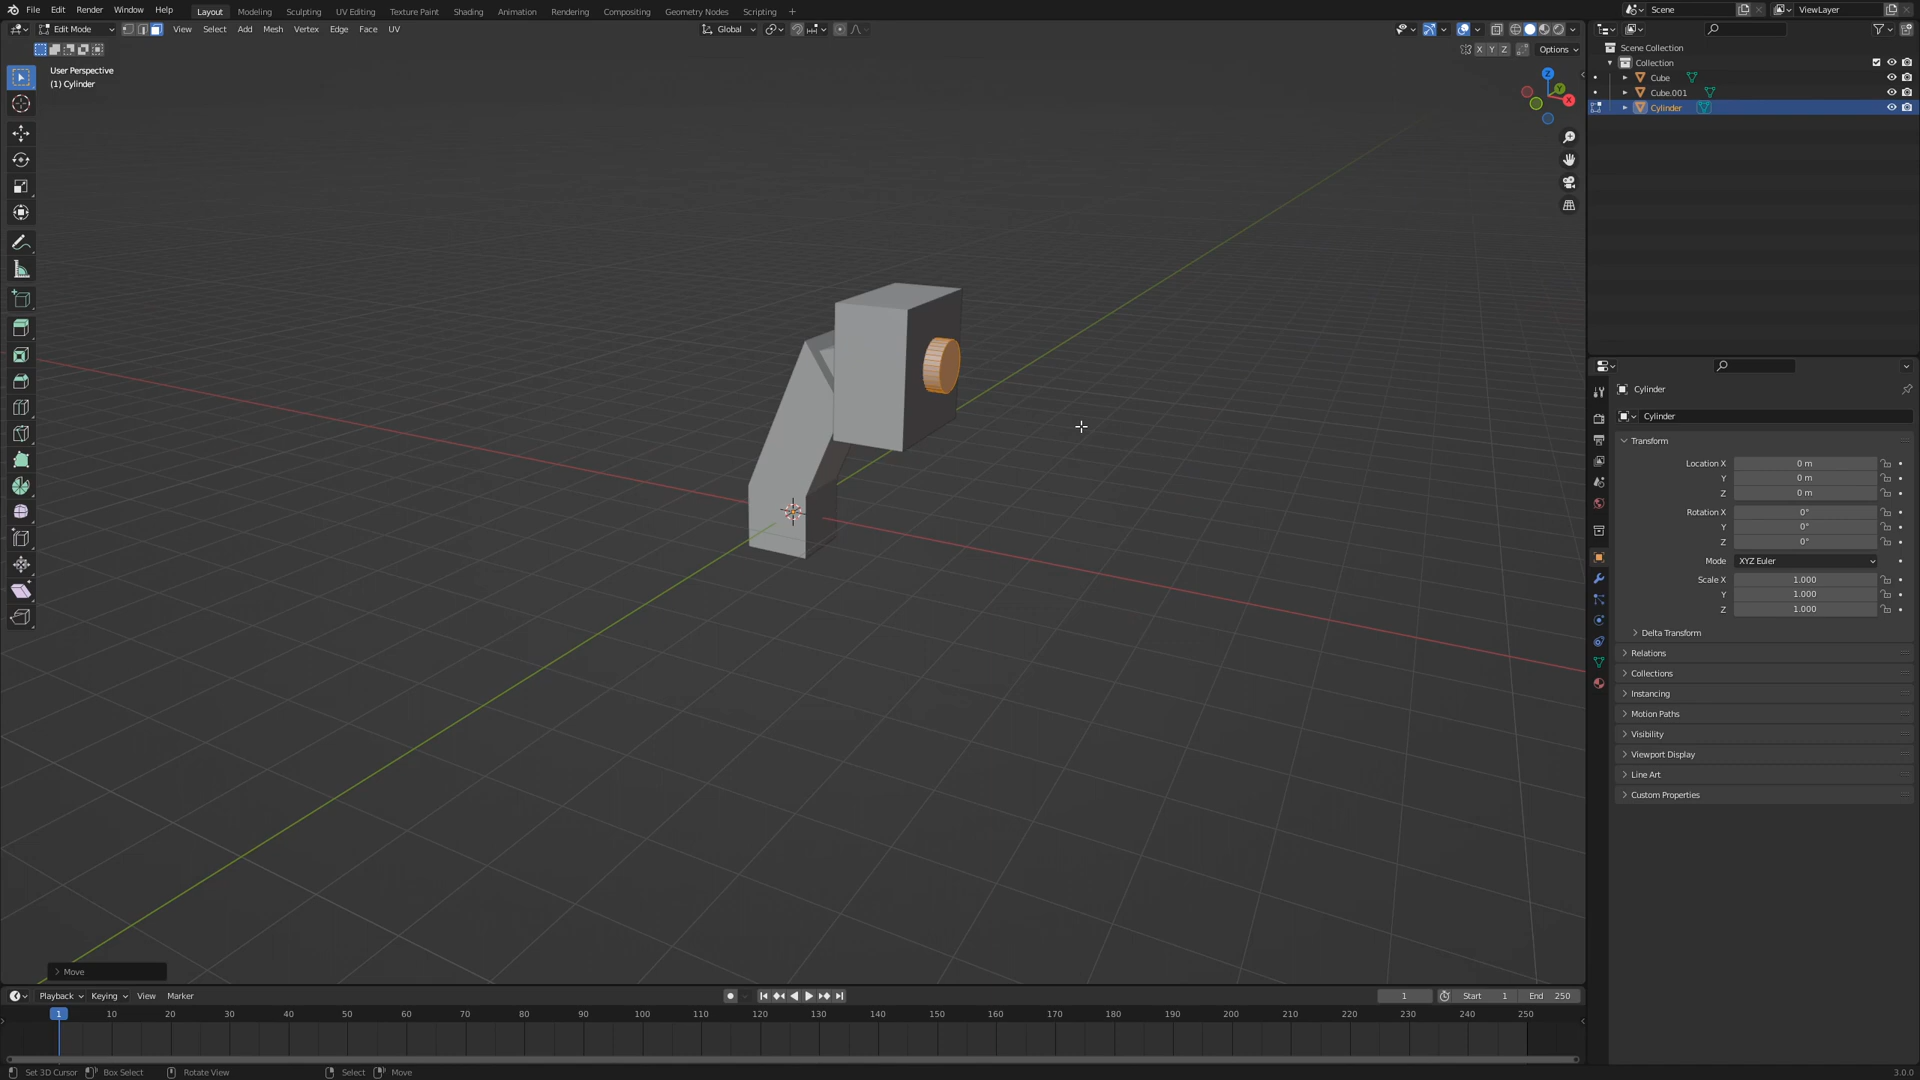 File Edit Render Window Help Layout Modeling Sculpting UV Editing Texture Paint Shading Animation Rendering Compositing Geometry Nodes Scripting Scene ViewLayer
Edit Mode View Select Add Mesh Vertex Edge Face UV Global
X Y Z Options
User Perspective
(1) Cylinder
Z
Y
X
Scene Collection
Collection
Cube
Cube.001
Cylinder
Cylinder
Cylinder
Transform
Location X 0 m
Y 0 m
Z 0 m
Rotation X 0°
Y 0°
Z 0°
Mode XYZ Euler
Scale X 1.000
Y 1.000
Z 1.000
Delta Transform
Relations
Collections
Instancing
Motion Paths
Visibility
Viewport Display
Line Art
Custom Properties
Move
Playback Keying View Marker 1 Start 1 End 250
1 10 20 30 40 50 60 70 80 90 100 110 120 130 140 150 160 170 180 190 200 210 220 230 240 250
Set 3D Cursor Box Select Rotate View Select Move 3.0.0